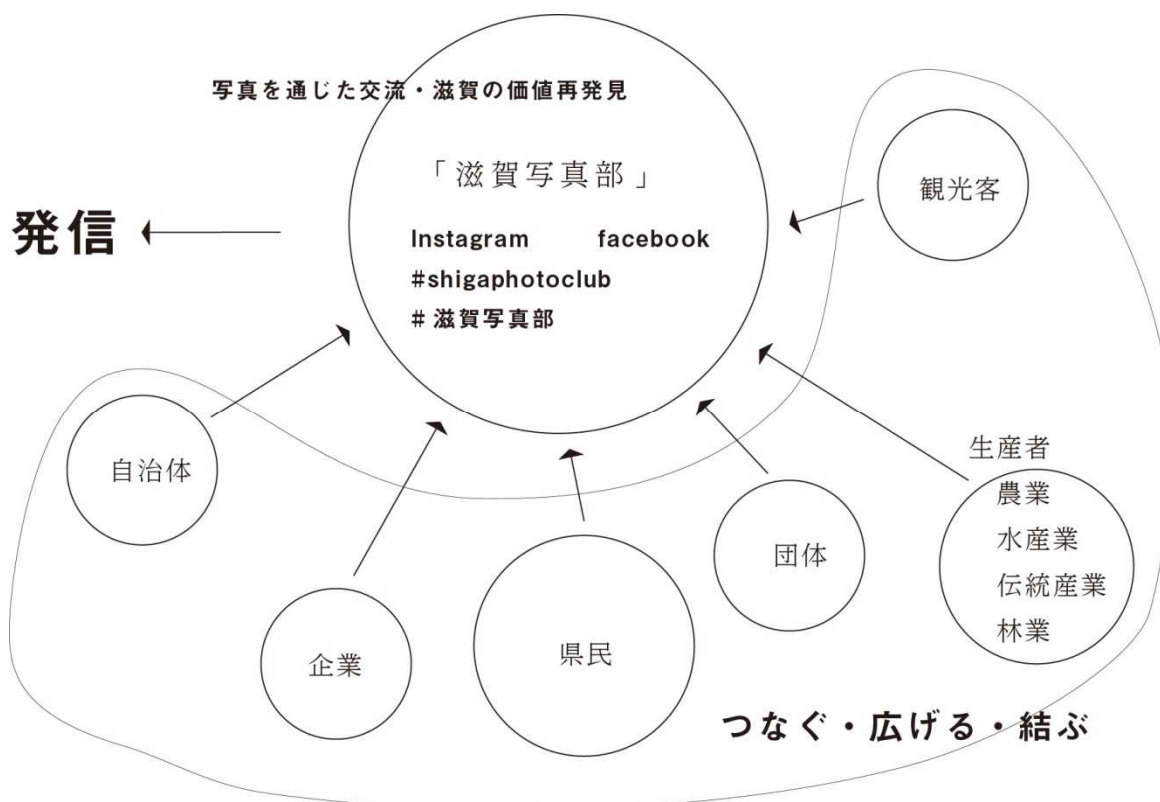 写真を通じた交流・滋賀の価値再発見
「滋賀写真部」
Instagram facebook
#shigaphotoclub
#滋賀写真部
発信
観光客
自治体
企業
県民
団体
生産者
農業
水産業
伝統産業
林業
つなぐ・広げる・結ぶ